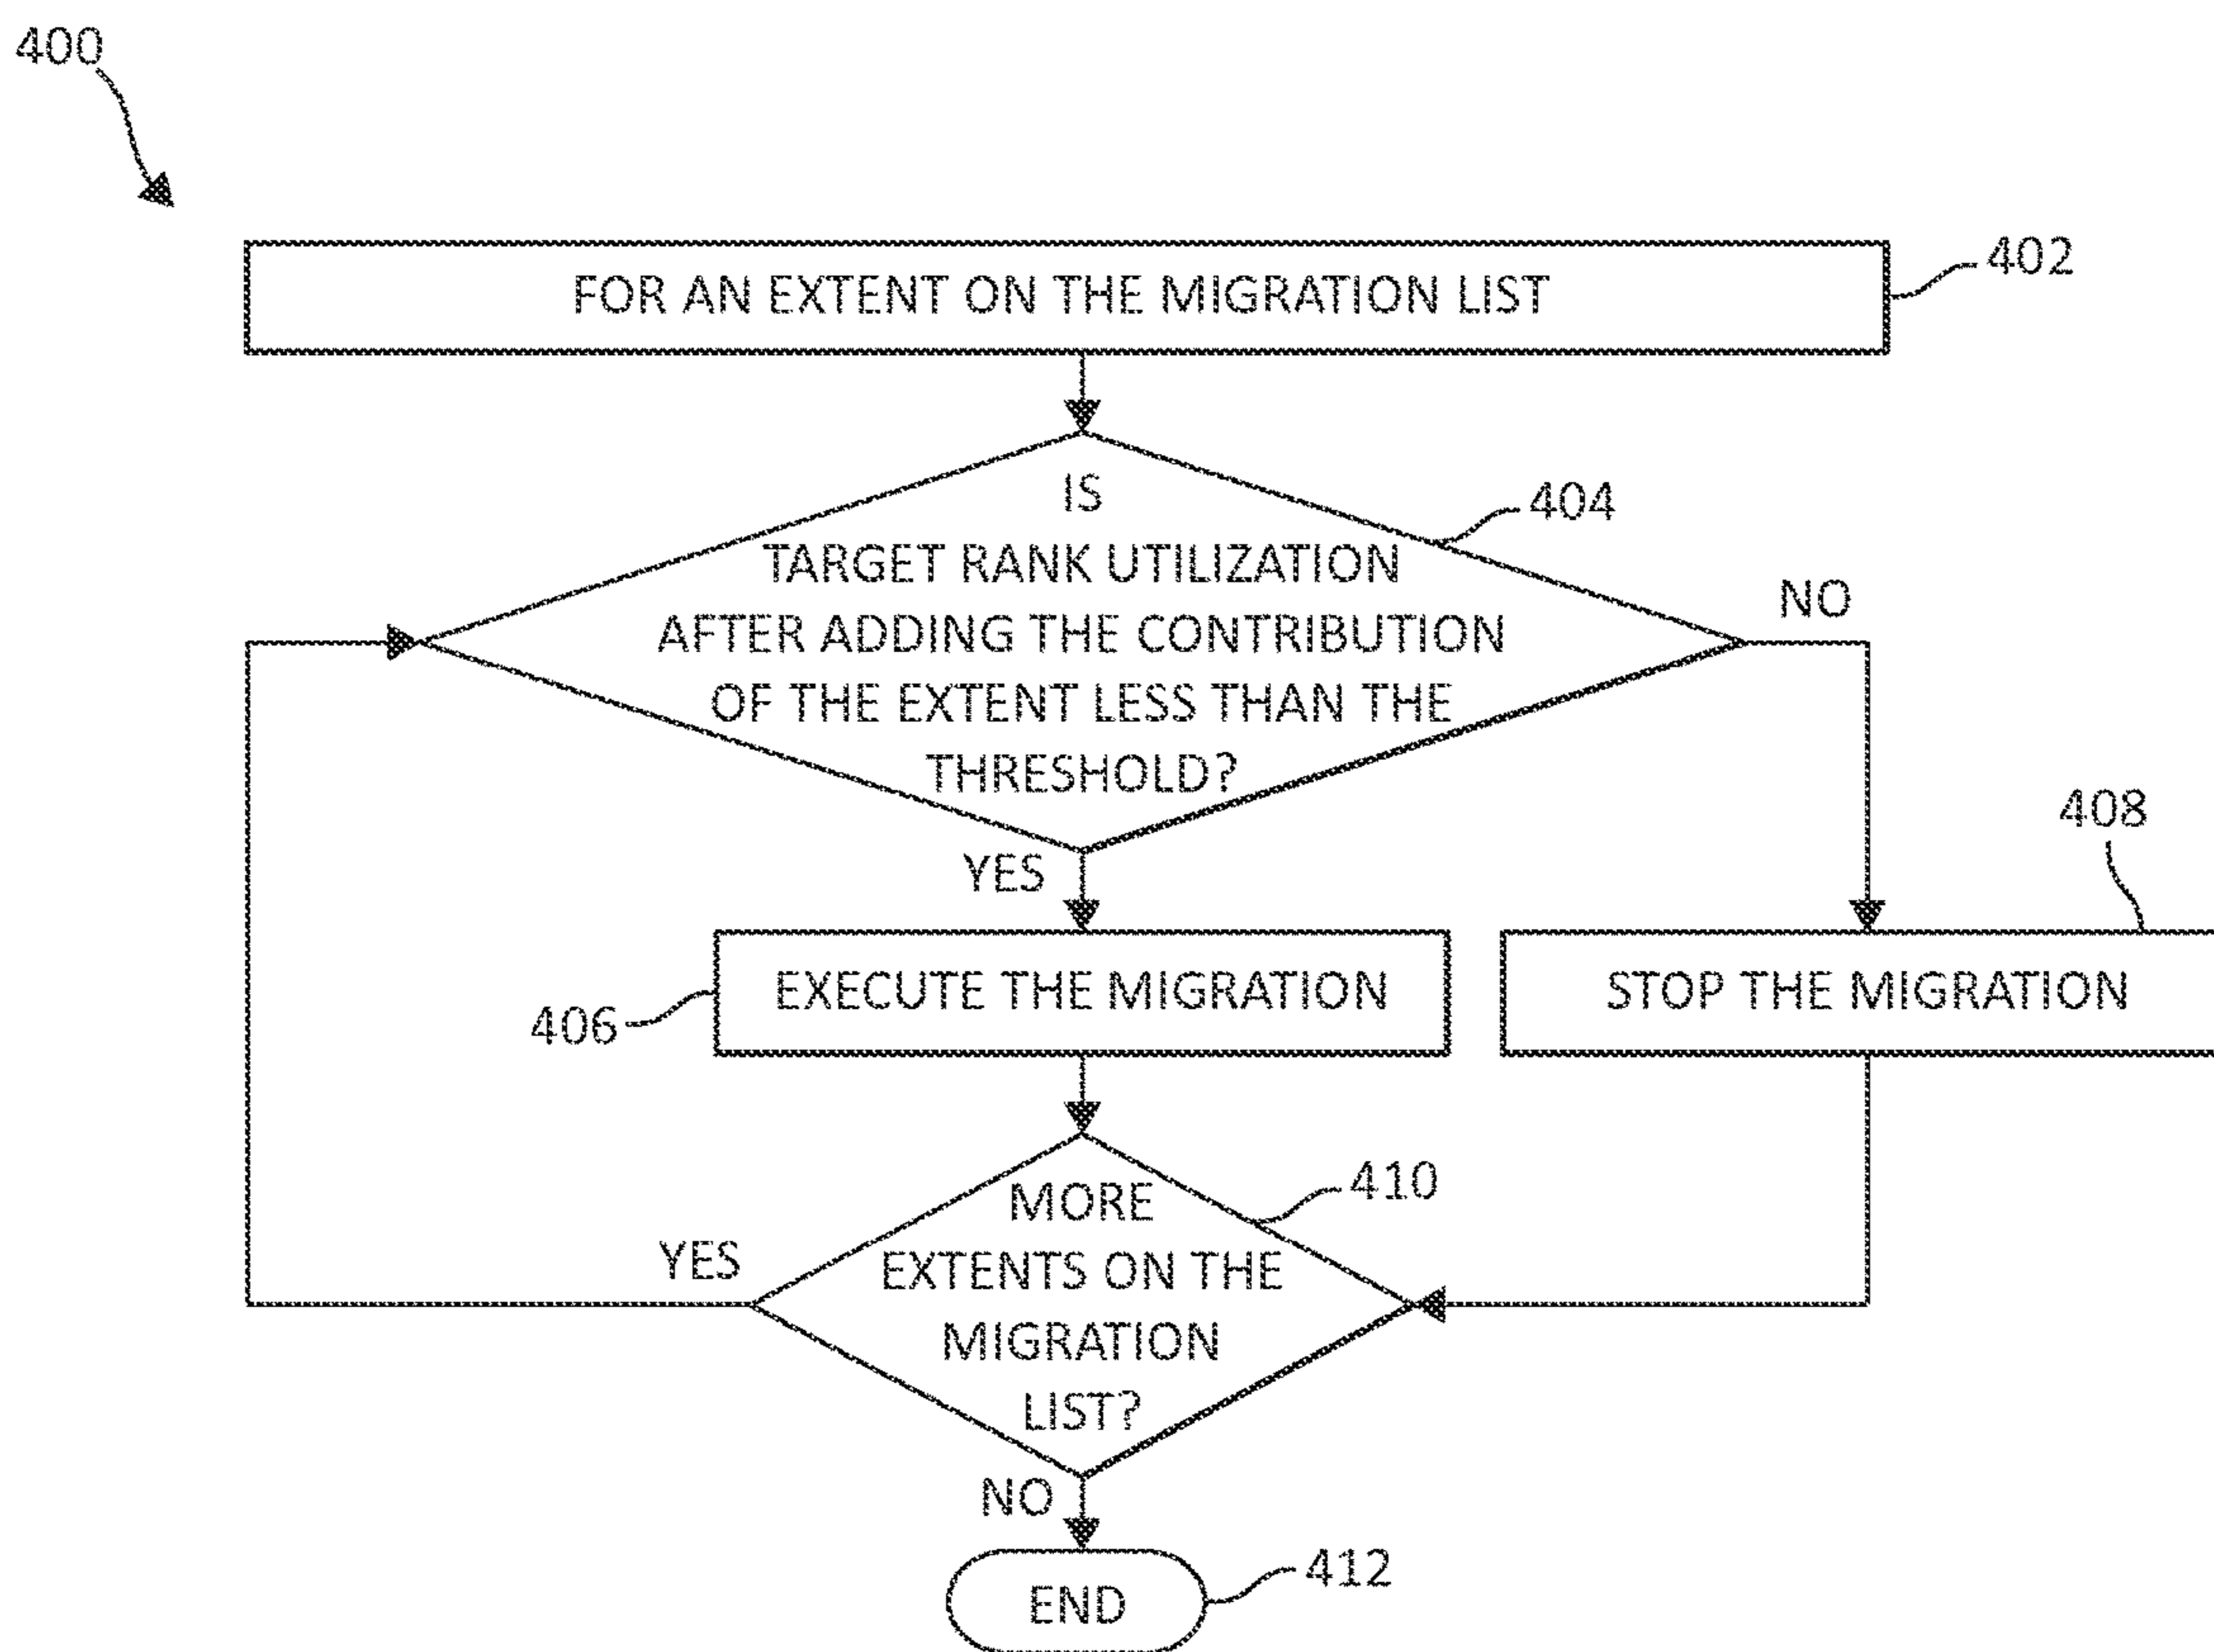 400
FOR AN EXTENT ON THE MIGRATION LIST
402
IS
TARGET RANK UTILIZATION
AFTER ADDING THE CONTRIBUTION
OF THE EXTENT LESS THAN THE
THRESHOLD?
404
NO
YES
408
EXECUTE THE MIGRATION
STOP THE MIGRATION
406
MORE
EXTENTS ON THE
MIGRATION
LIST?
410
YES
NO
END
412